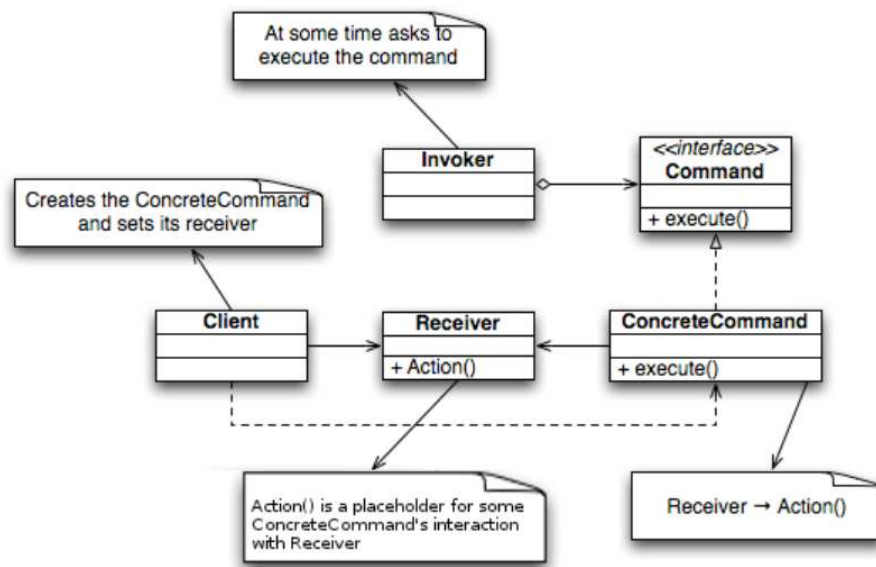 At some time asks to
execute the command
Invoker
<<interface>>
Command
+ execute()
Creates the ConcreteCommand
and sets its receiver
Client
Receiver
+ Action()
ConcreteCommand
+ execute()
Action() is a placeholder for some
ConcreteCommand's interaction
with Receiver
Receiver → Action()